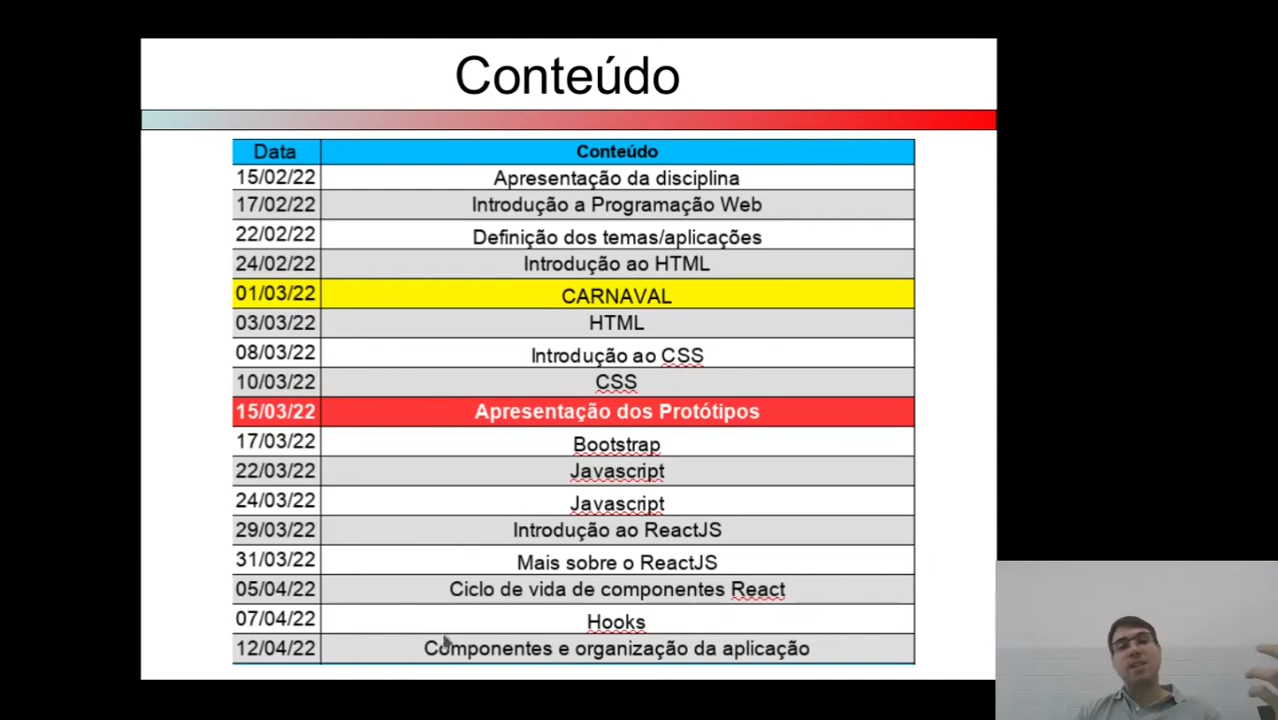 Conteúdo
Data Conteúdo
15/02/22 Apresentação da disciplina
17/02/22 Introdução a Programação Web
22/02/22 Definição dos temas/aplicações
24/02/22 Introdução ao HTML
01/03/22 CARNAVAL
03/03/22 HTML
08/03/22 Introdução ao CSS
10/03/22 CSS
15/03/22 Apresentação dos Protótipos
17/03/22 Bootstrap
22/03/22 Javascript
24/03/22 Javascript
29/03/22 Introdução ao ReactJS
31/03/22 Mais sobre o ReactJS
05/04/22 Ciclo de vida de componentes React
07/04/22 Hooks
12/04/22 Componentes e organização da aplicação